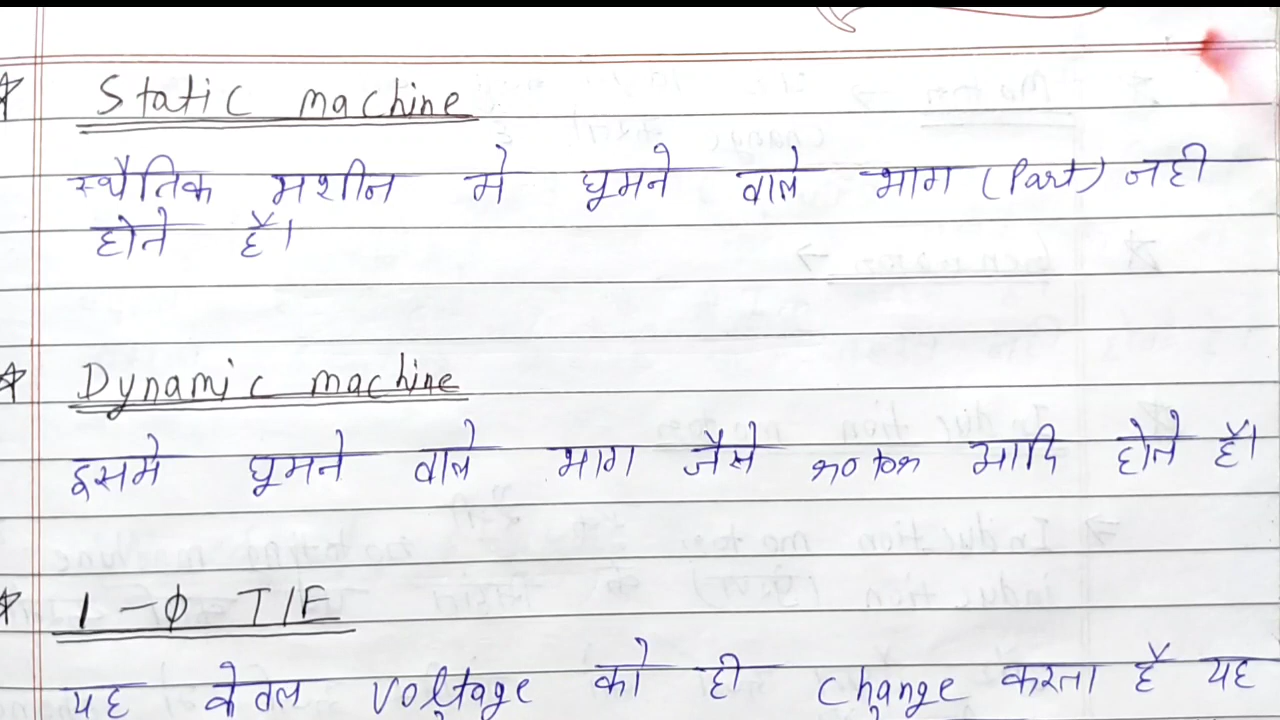 Static machine
स्थैतिक मशीन मे घूमने वाले भाग (Part) नही
होते हैं।
Dynamic machine
इसमे घूमने वाले भाग जैसे rotor आदि होते हैं।
1-ϕ T/F
यह केवल voltage को ही change करता है यह